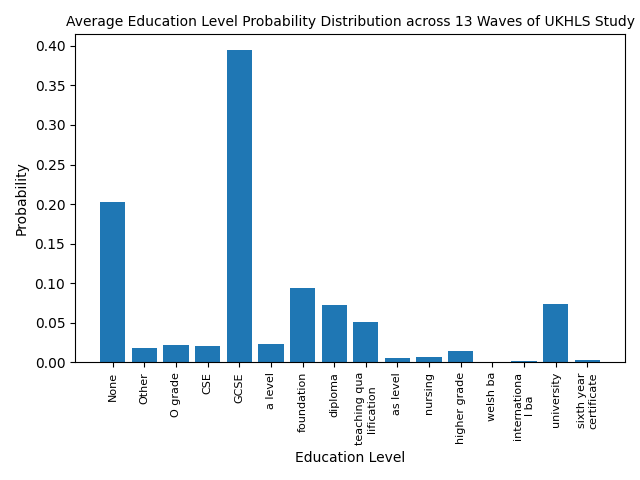 Average Education Level Probability Distribution across 13 Waves of UKHLS Study
0.40
0.35
0.30
0.25
0.20
0.15
0.10
0.05
0.00
Probability
None
Other
O grade
CSE
GCSE
a level
foundation
diploma
teaching qua
lification
as level
nursing
higher grade
welsh ba
internationa
l ba
university
sixth year
certificate
Education Level